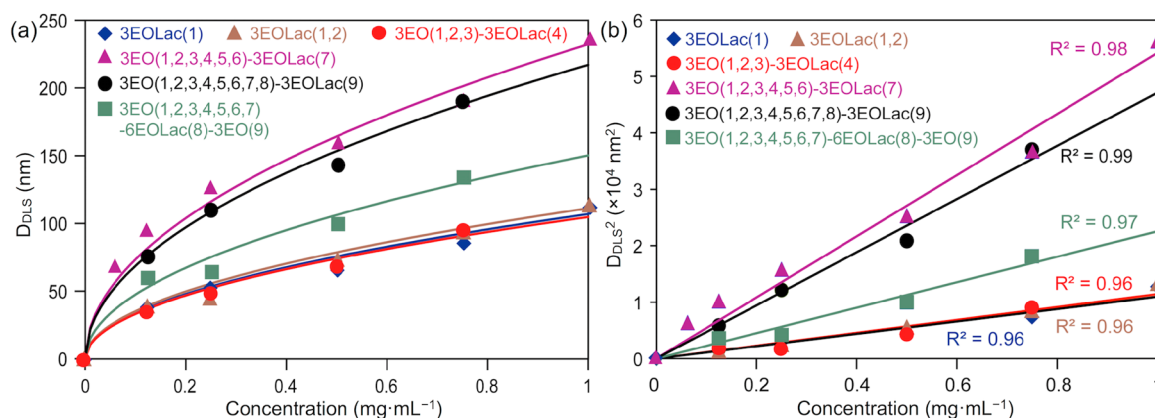 (a)
3EOLac(1) 3EOLac(1,2) 3EO(1,2,3)-3EOLac(4)
3EO(1,2,3,4,5,6)-3EOLac(7)
3EO(1,2,3,4,5,6,7,8)-3EOLac(9)
3EO(1,2,3,4,5,6,7)
-6EOLac(8)-3EO(9)
250
200
150
100
50
0
D_DLS (nm)
0 0.2 0.4 0.6 0.8 1
Concentration (mg·mL⁻¹)
(b)
3EOLac(1) 3EOLac(1,2)
3EO(1,2,3)-3EOLac(4)
3EO(1,2,3,4,5,6)-3EOLac(7)
3EO(1,2,3,4,5,6,7,8)-3EOLac(9)
3EO(1,2,3,4,5,6,7)-6EOLac(8)-3EO(9)
R² = 0.98
R² = 0.99
R² = 0.97
R² = 0.96
R² = 0.96
R² = 0.96
6
5
4
3
2
1
0
D_DLS² (×10⁴ nm²)
0 0.2 0.4 0.6 0.8 1
Concentration (mg·mL⁻¹)